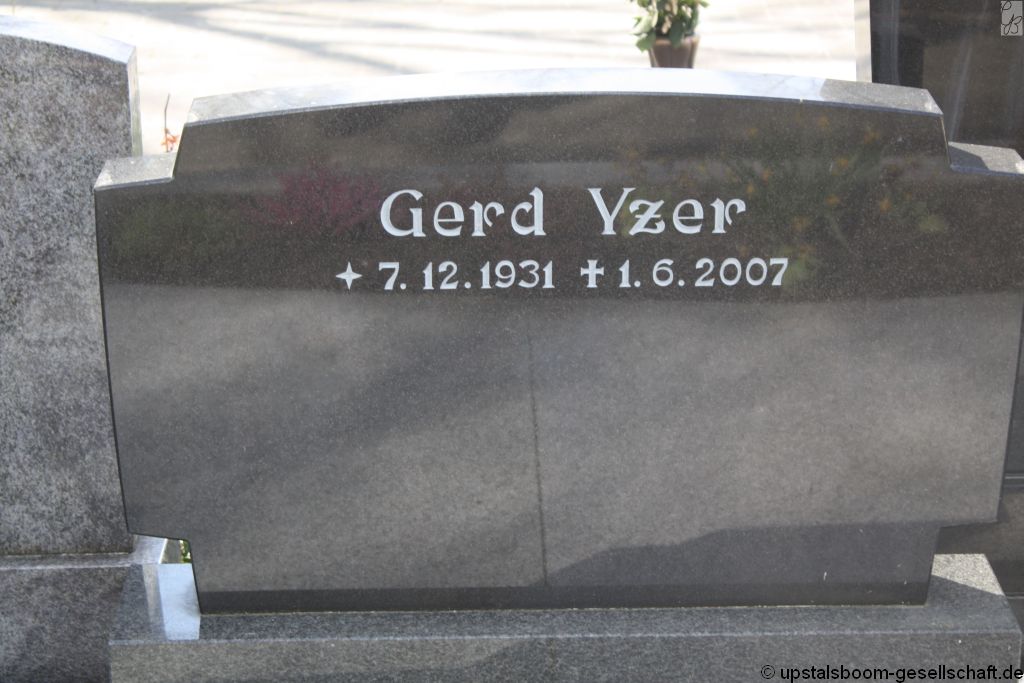 Gerd Yzer
✦ 7.12.1931 ✝ 1.6.2007
© upstalsboom-gesellschaft.de